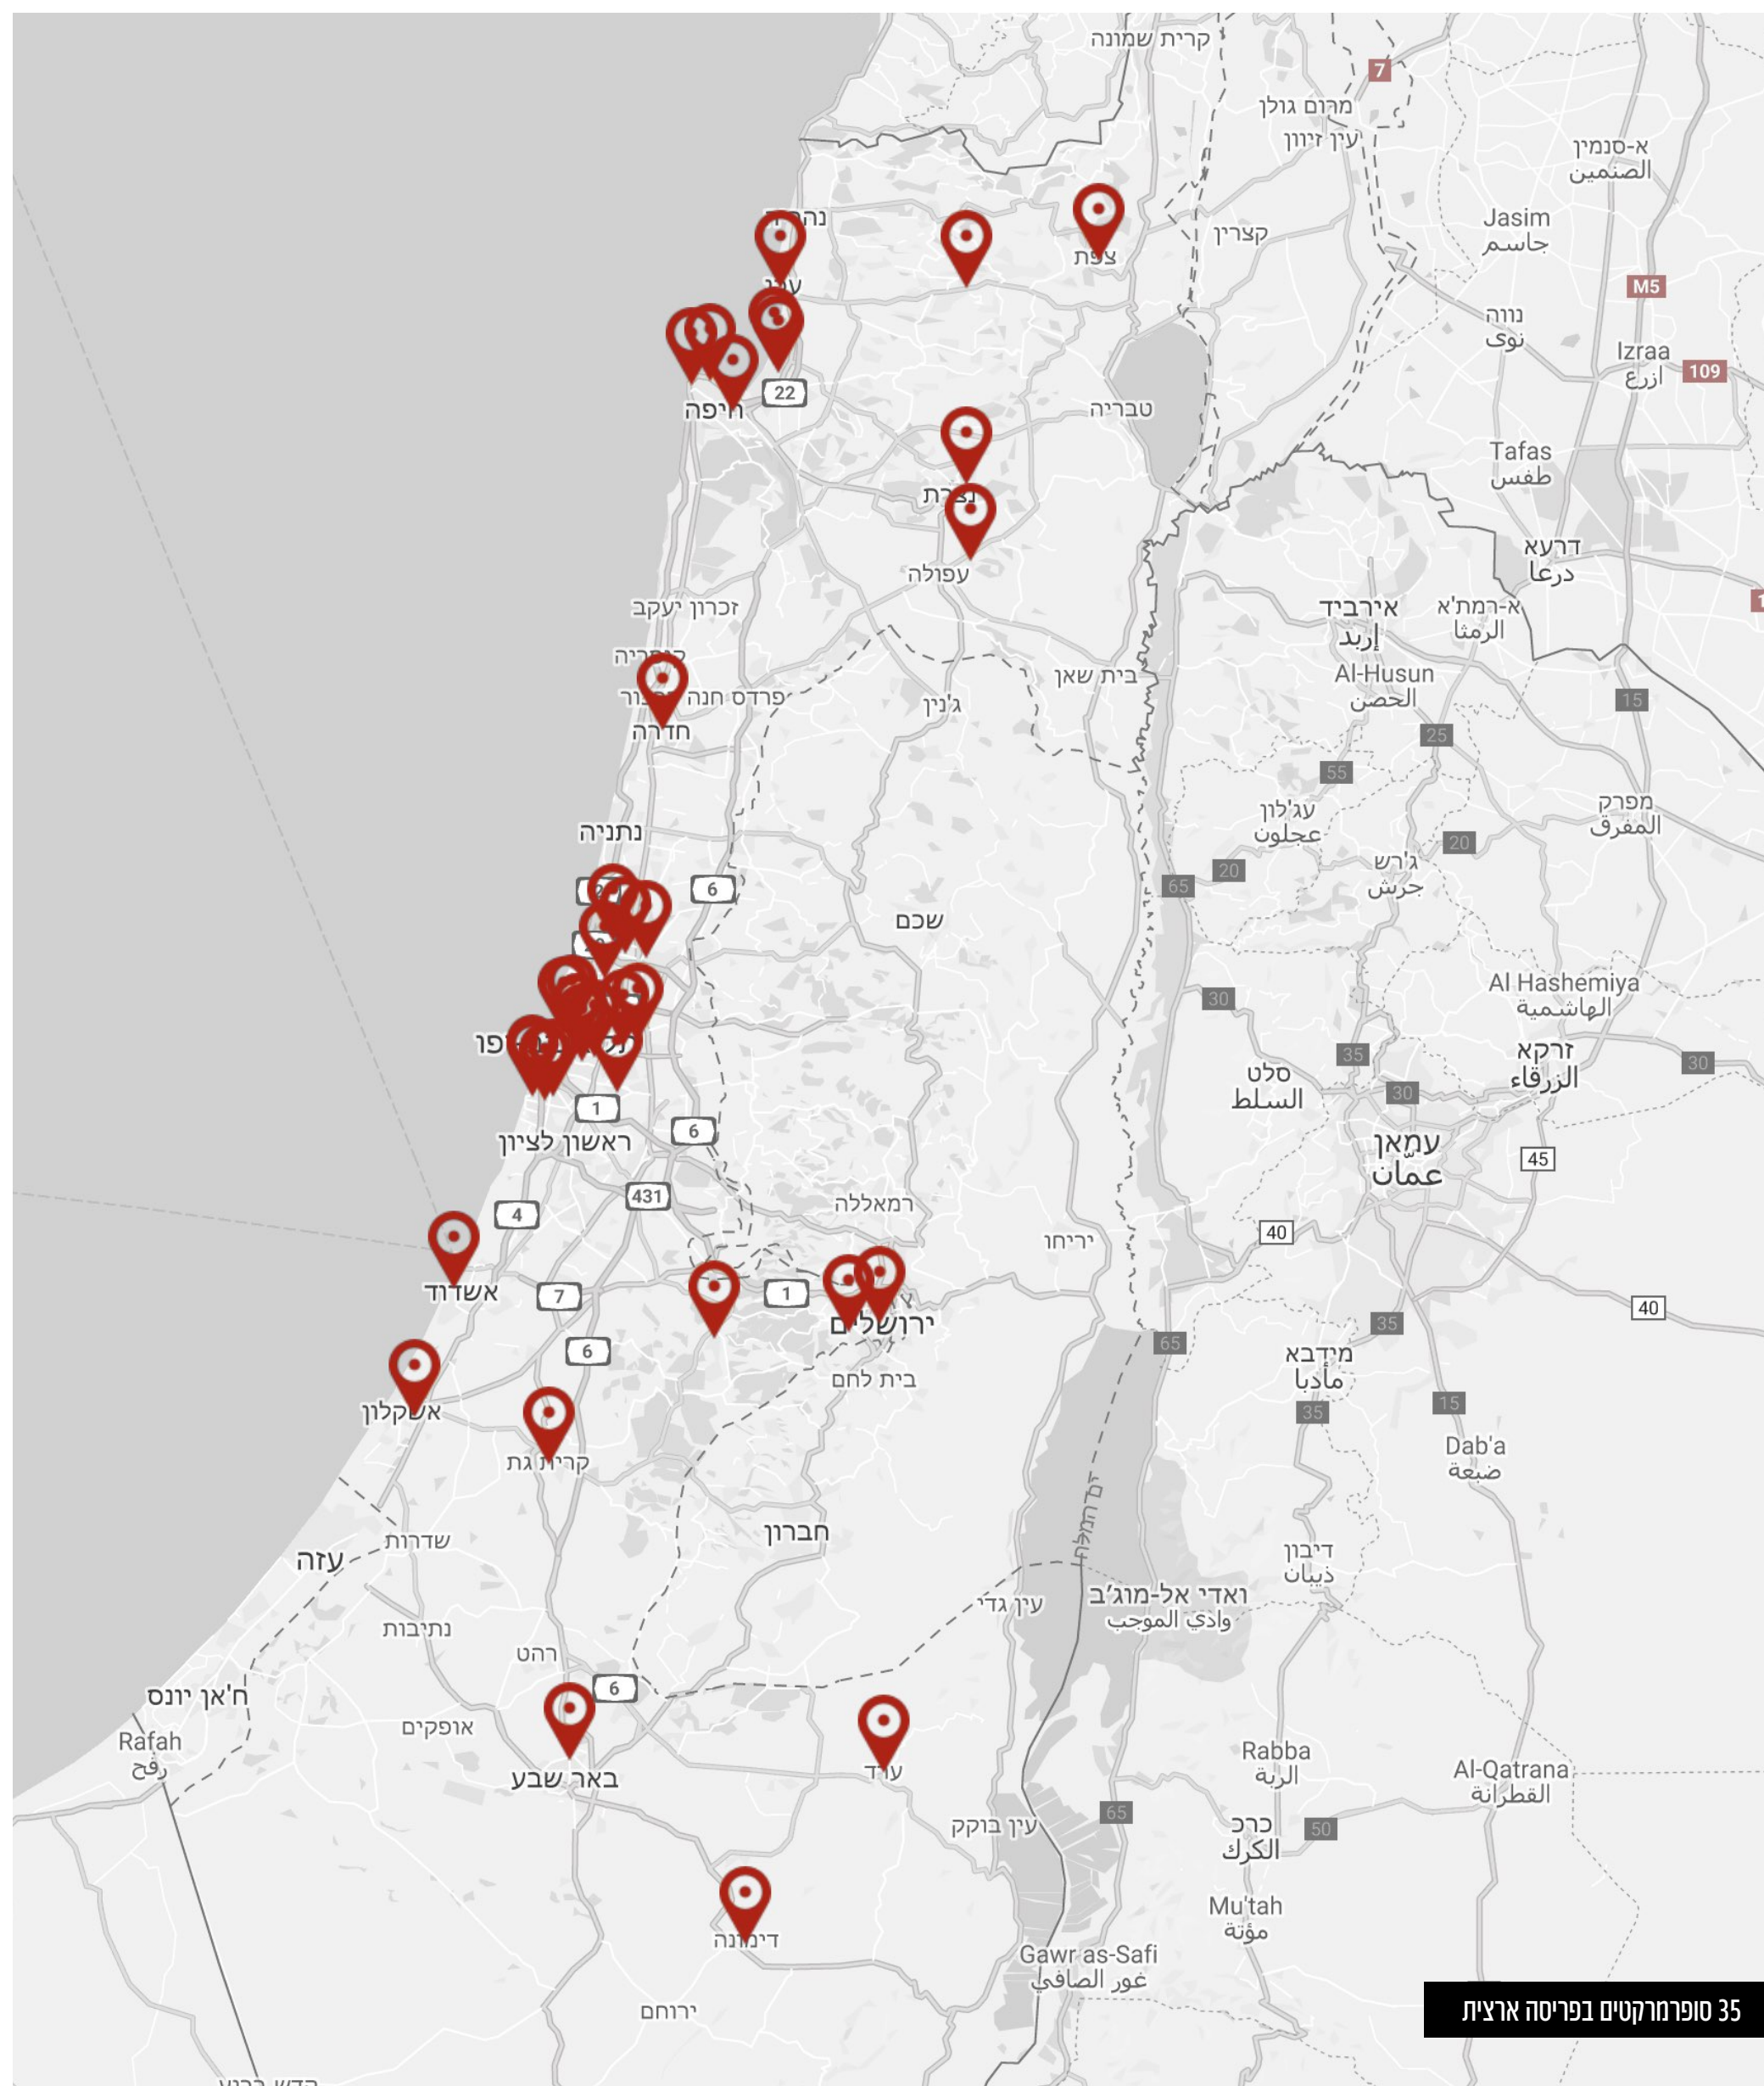 קרית שמונה
7
מרום גולן
עין זיוון
א-סנמין
الصنمين
Jasim
جاسم
קצרין
צפת
M5
נווה
نوى
Izraa
ازرع
109
22
חיפה
טבריה
Tafas
طفس
נצרת
דרעא
درعا
עפולה
זכרון יעקב
אירביד
إربد
א-רמת'א
الرمثا
Al-Husun
الحصن
בית שאן
פרדס חנה
ג'נין
15
חדרה
25
55
נתניה
עג'לון
عجلون
מפרק
المفرق
20
ג'רש
جرش
20
65
6
שכם
Al Hashemiya
الهاشمية
30
זרקא
الزرقاء
35
30
30
סלט
السلط
1
6
ראשון לציון
עמאן
عمان
45
431
4
רמאללה
יריחו
40
אשדוד
7
1
40
ירושלים
35
65
6
מידבא
مأدبا
בית לחם
אשקלון
15
35
קרית גת
Dab'a
ضبعة
ים המלח
חברון
שדרות
עזה
דיבון
ذيبان
ואדי אל-מוג'ב
وادي الموجب
עין גדי
נתיבות
רהט
6
ח'אן יונס
אופקים
Rafah
رفح
Rabba
الربة
Al-Qatrana
القطرانة
באר שבע
ערד
65
עין בוקק
כרכ
الكرك
50
Mu'tah
مؤتة
דימונה
Gawr as-Safi
غور الصافي
ירוחם
35 סופרמרקטים בפריסה ארצית